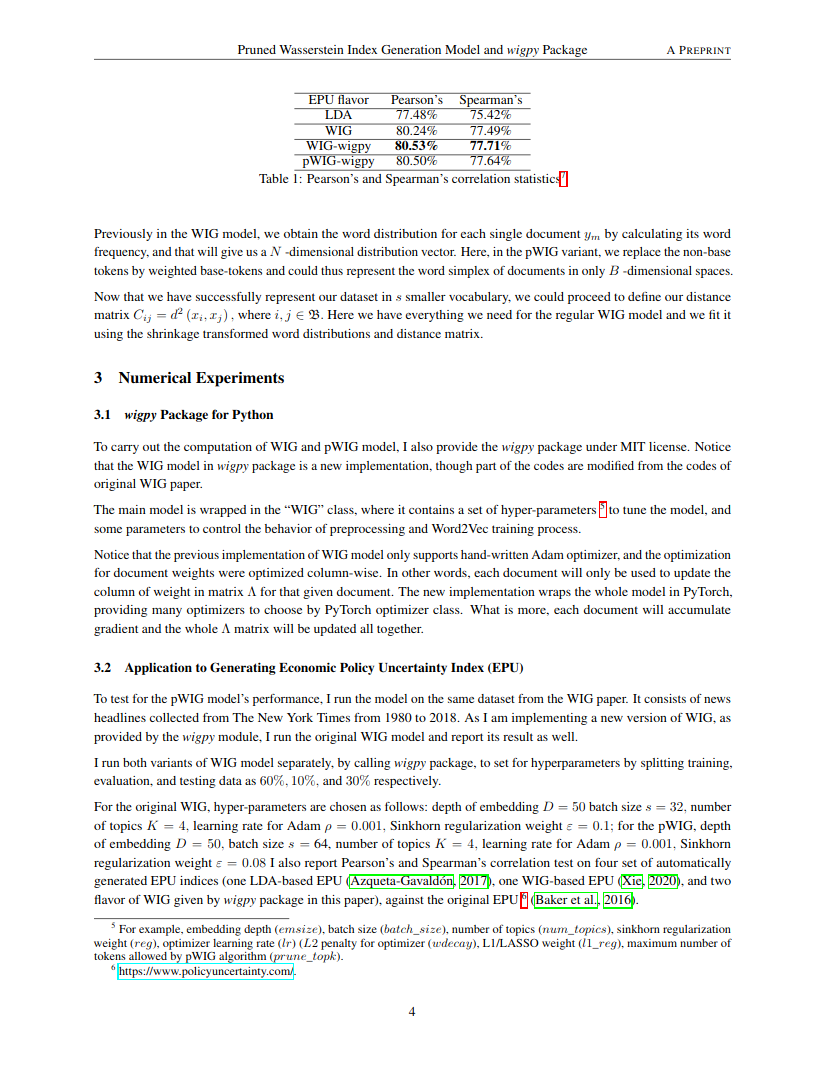 Pruned Wasserstein Index Generation Model and wigpy Package A PREPRINT
EPU flavor Pearson's Spearman's
LDA 77.48% 75.42%
WIG 80.24% 77.49%
WIG-wigpy 80.53% 77.71%
pWIG-wigpy 80.50% 77.64%
Table 1: Pearson's and Spearman's correlation statistics7
Previously in the WIG model, we obtain the word distribution for each single document y_m by calculating its word
frequency, and that will give us a N -dimensional distribution vector. Here, in the pWIG variant, we replace the non-base
tokens by weighted base-tokens and could thus represent the word simplex of documents in only B -dimensional spaces.
Now that we have successfully represent our dataset in s smaller vocabulary, we could proceed to define our distance
matrix C_ij = d² (x_i, x_j) , where i, j ∈ 𝔅. Here we have everything we need for the regular WIG model and we fit it
using the shrinkage transformed word distributions and distance matrix.
3 Numerical Experiments
3.1 wigpy Package for Python
To carry out the computation of WIG and pWIG model, I also provide the wigpy package under MIT license. Notice
that the WIG model in wigpy package is a new implementation, though part of the codes are modified from the codes of
original WIG paper.
The main model is wrapped in the “WIG” class, where it contains a set of hyper-parameters 5 to tune the model, and
some parameters to control the behavior of preprocessing and Word2Vec training process.
Notice that the previous implementation of WIG model only supports hand-written Adam optimizer, and the optimization
for document weights were optimized column-wise. In other words, each document will only be used to update the
column of weight in matrix Λ for that given document. The new implementation wraps the whole model in PyTorch,
providing many optimizers to choose by PyTorch optimizer class. What is more, each document will accumulate
gradient and the whole Λ matrix will be updated all together.
3.2 Application to Generating Economic Policy Uncertainty Index (EPU)
To test for the pWIG model's performance, I run the model on the same dataset from the WIG paper. It consists of news
headlines collected from The New York Times from 1980 to 2018. As I am implementing a new version of WIG, as
provided by the wigpy module, I run the original WIG model and report its result as well.
I run both variants of WIG model separately, by calling wigpy package, to set for hyperparameters by splitting training,
evaluation, and testing data as 60%, 10%, and 30% respectively.
For the original WIG, hyper-parameters are chosen as follows: depth of embedding D = 50 batch size s = 32, number
of topics K = 4, learning rate for Adam ρ = 0.001, Sinkhorn regularization weight ε = 0.1; for the pWIG, depth
of embedding D = 50, batch size s = 64, number of topics K = 4, learning rate for Adam ρ = 0.001, Sinkhorn
regularization weight ε = 0.08 I also report Pearson's and Spearman's correlation test on four set of automatically
generated EPU indices (one LDA-based EPU (Azqueta-Gavaldón, 2017), one WIG-based EPU (Xie, 2020), and two
flavor of WIG given by wigpy package in this paper), against the original EPU 6 (Baker et al., 2016).
5 For example, embedding depth (emsize), batch size (batch_size), number of topics (num_topics), sinkhorn regularization
weight (reg), optimizer learning rate (lr) (L2 penalty for optimizer (wdecay), L1/LASSO weight (l1_reg), maximum number of
tokens allowed by pWIG algorithm (prune_topk).
6 https://www.policyuncertainty.com/.
4